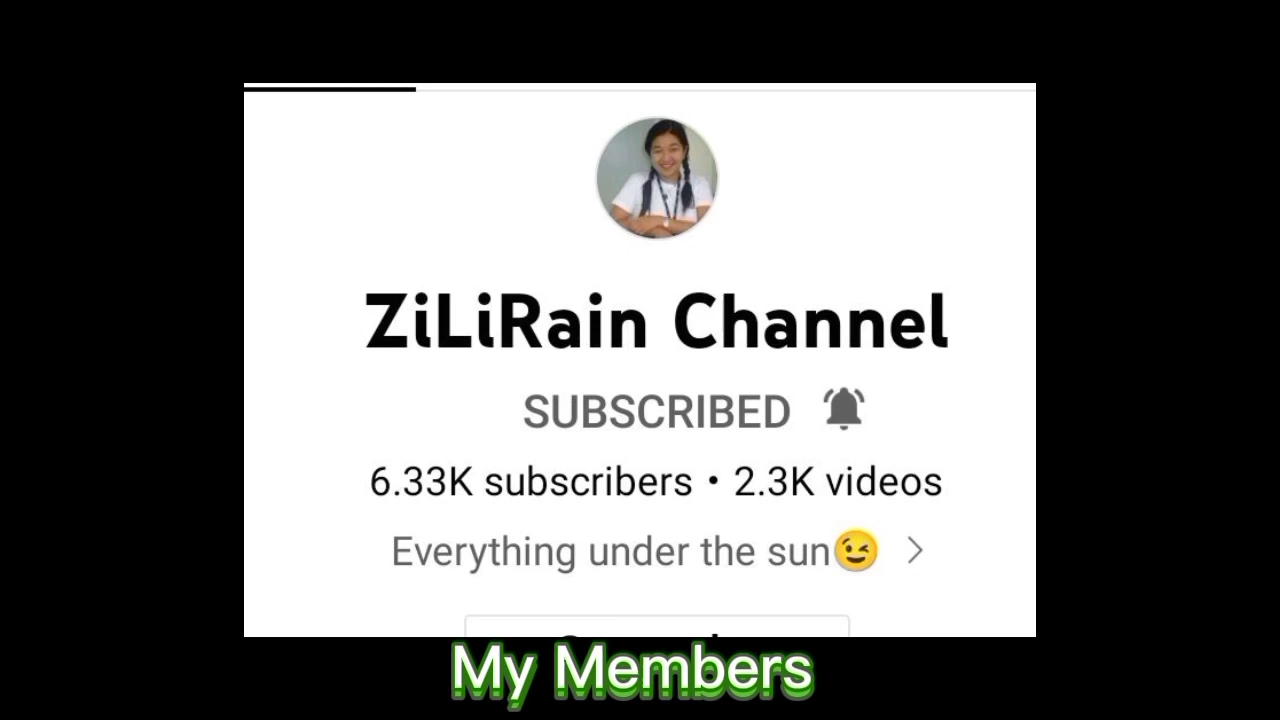 ZiLiRain Channel
SUBSCRIBED
6.33K subscribers • 2.3K videos
Everything under the sun😉 >
My Members